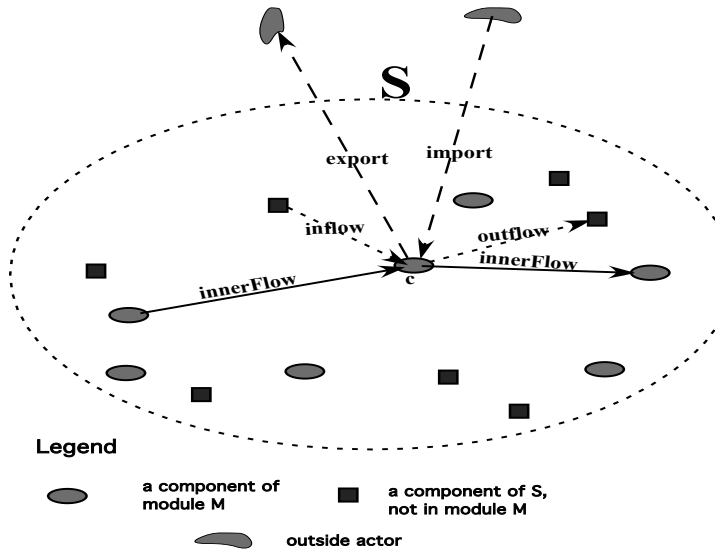 S
export
import
inflow
outflow
innerFlow
innerFlow
c
Legend
a component of
module M
a component of S,
not in module M
outside actor